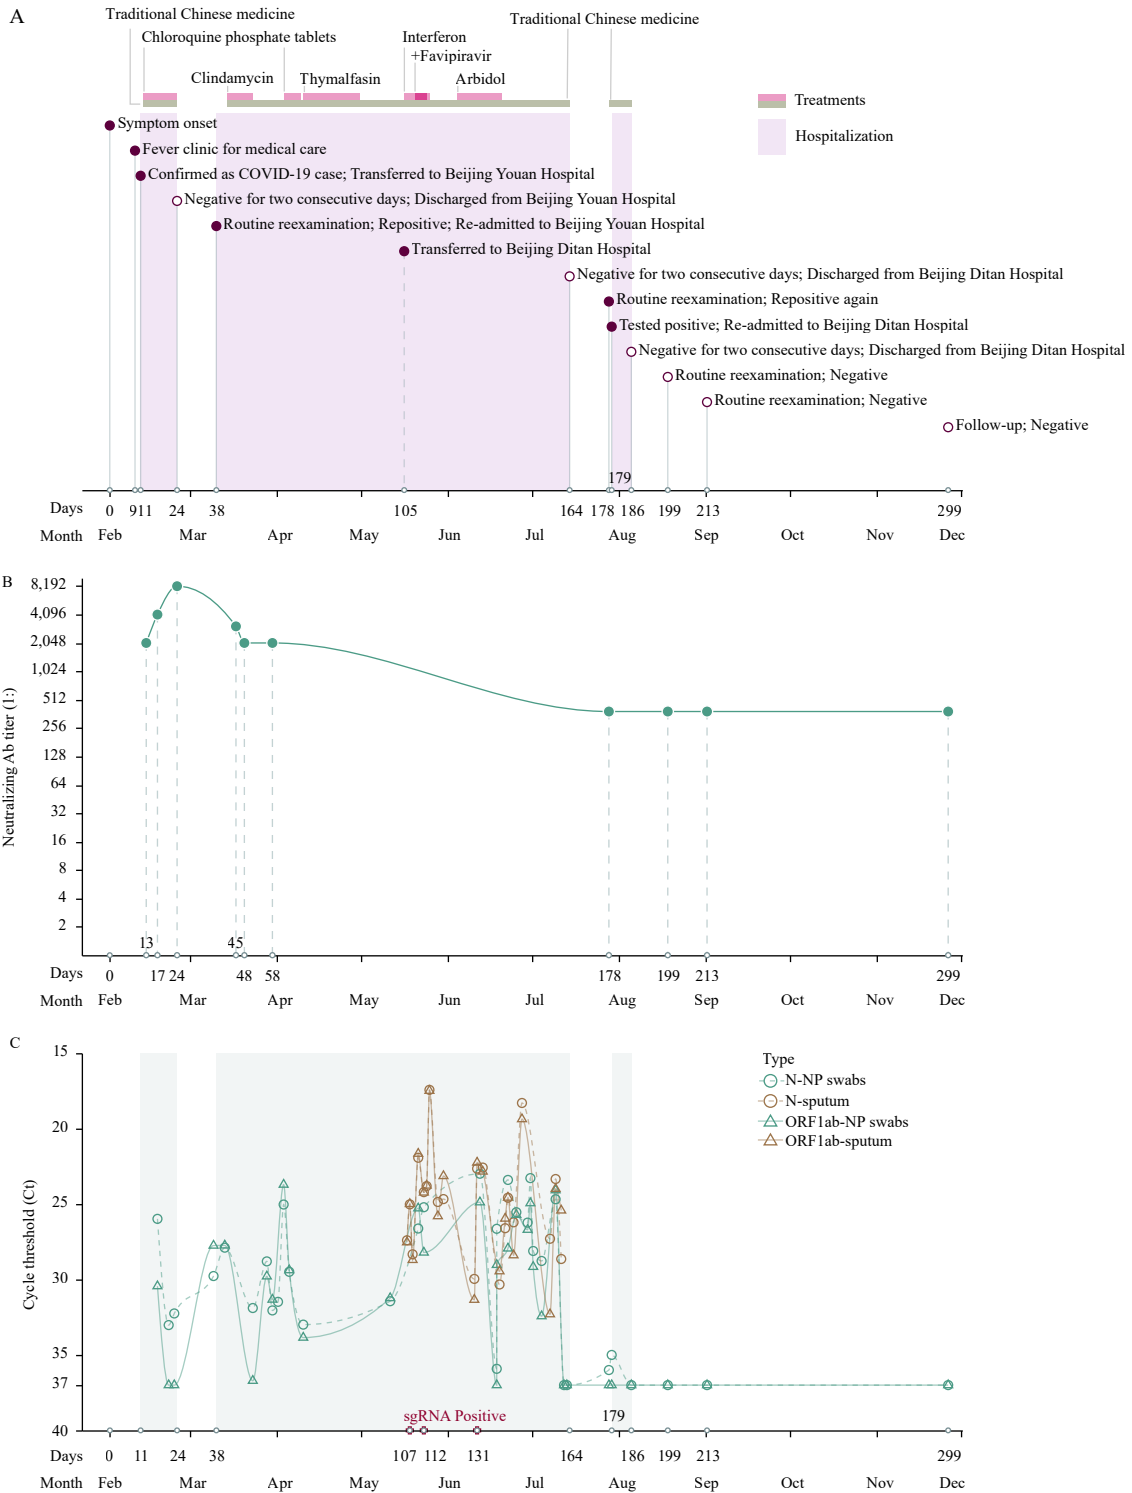 A
Traditional Chinese medicine
Traditional Chinese medicine
Chloroquine phosphate tablets
Interferon
+Favipiravir
Clindamycin
Thymalfasin
Arbidol
Treatments
Hospitalization
Symptom onset
Fever clinic for medical care
Confirmed as COVID-19 case; Transferred to Beijing Youan Hospital
Negative for two consecutive days; Discharged from Beijing Youan Hospital
Routine reexamination; Repositive; Re-admitted to Beijing Youan Hospital
Transferred to Beijing Ditan Hospital
Negative for two consecutive days; Discharged from Beijing Ditan Hospital
Routine reexamination; Repositive again
Tested positive; Re-admitted to Beijing Ditan Hospital
Negative for two consecutive days; Discharged from Beijing Ditan Hospital
Routine reexamination; Negative
Routine reexamination; Negative
Follow-up; Negative
179
Days 0 9 11 24 38 105 164 178 186 199 213 299
Month Feb Mar Apr May Jun Jul Aug Sep Oct Nov Dec
B
Neutralizing Ab titer (1:)
8,192
4,096
2,048
1,024
512
256
128
64
32
16
8
4
2
13 45
Days 0 17 24 48 58 178 199 213 299
Month Feb Mar Apr May Jun Jul Aug Sep Oct Nov Dec
C
Cycle threshold (Ct)
15
20
25
30
35
37
40
Type
N-NP swabs
N-sputum
ORF1ab-NP swabs
ORF1ab-sputum
sgRNA Positive
179
Days 0 11 24 38 107 112 131 164 186 199 213 299
Month Feb Mar Apr May Jun Jul Aug Sep Oct Nov Dec